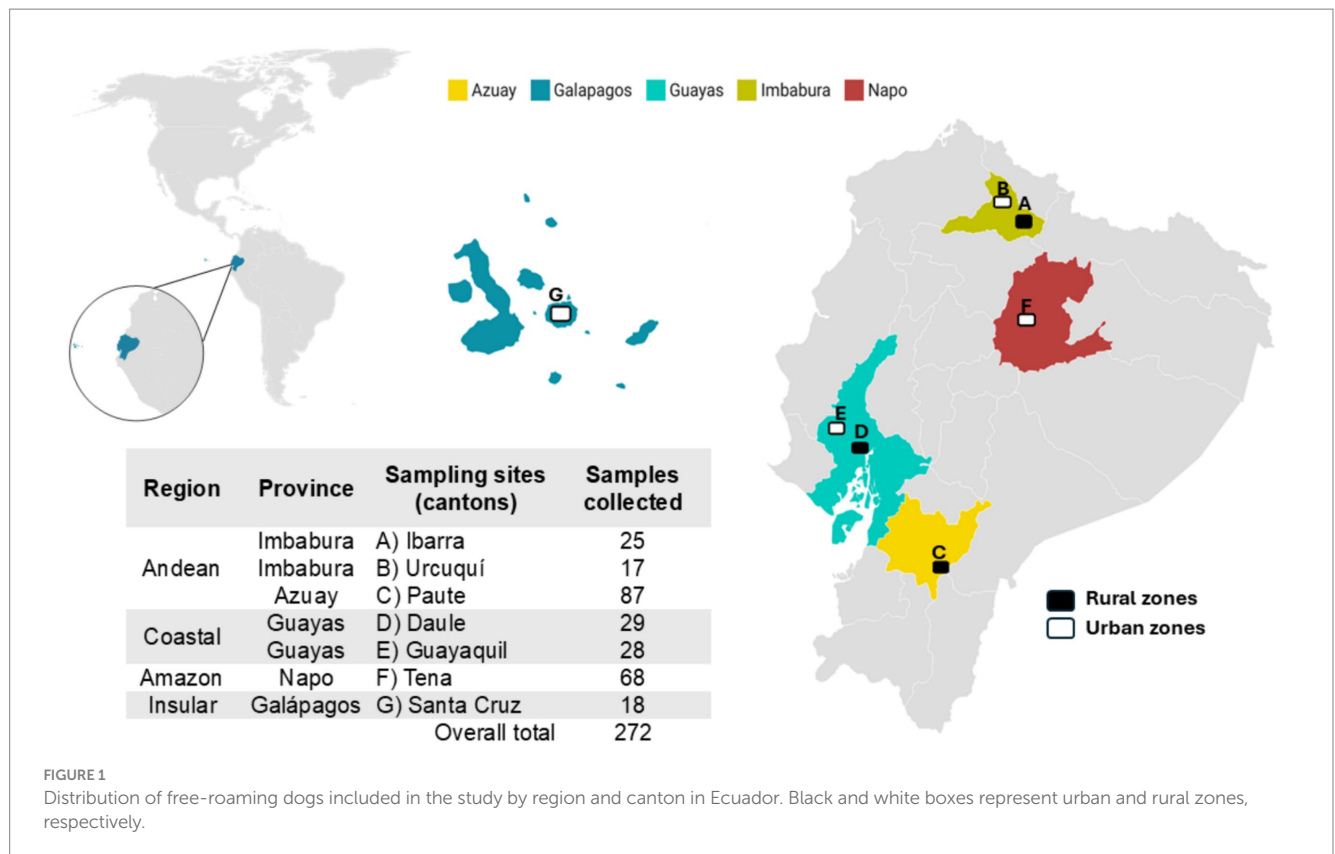 Azuay Galapagos Guayas Imbabura Napo
B
A
G
F
E
D
C
Rural zones
Urban zones
Region Province Sampling sites (cantons) Samples collected
Andean
Imbabura A) Ibarra 25
Imbabura B) Urcuquí 17
Azuay C) Paute 87
Coastal
Guayas D) Daule 29
Guayas E) Guayaquil 28
Amazon Napo F) Tena 68
Insular Galápagos G) Santa Cruz 18
Overall total 272
FIGURE 1
Distribution of free-roaming dogs included in the study by region and canton in Ecuador. Black and white boxes represent urban and rural zones,
respectively.